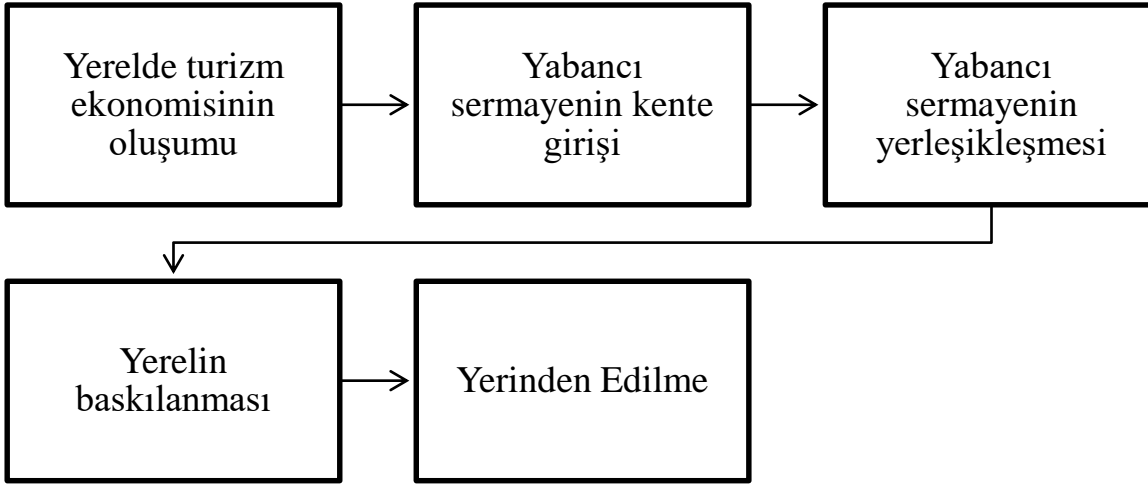 Yerelde turizm
ekonomisinin
oluşumu
Yabancı
sermayenin kente
girişi
Yabancı
sermayenin
yerleşikleşmesi
Yerelin
baskılanması
Yerinden Edilme